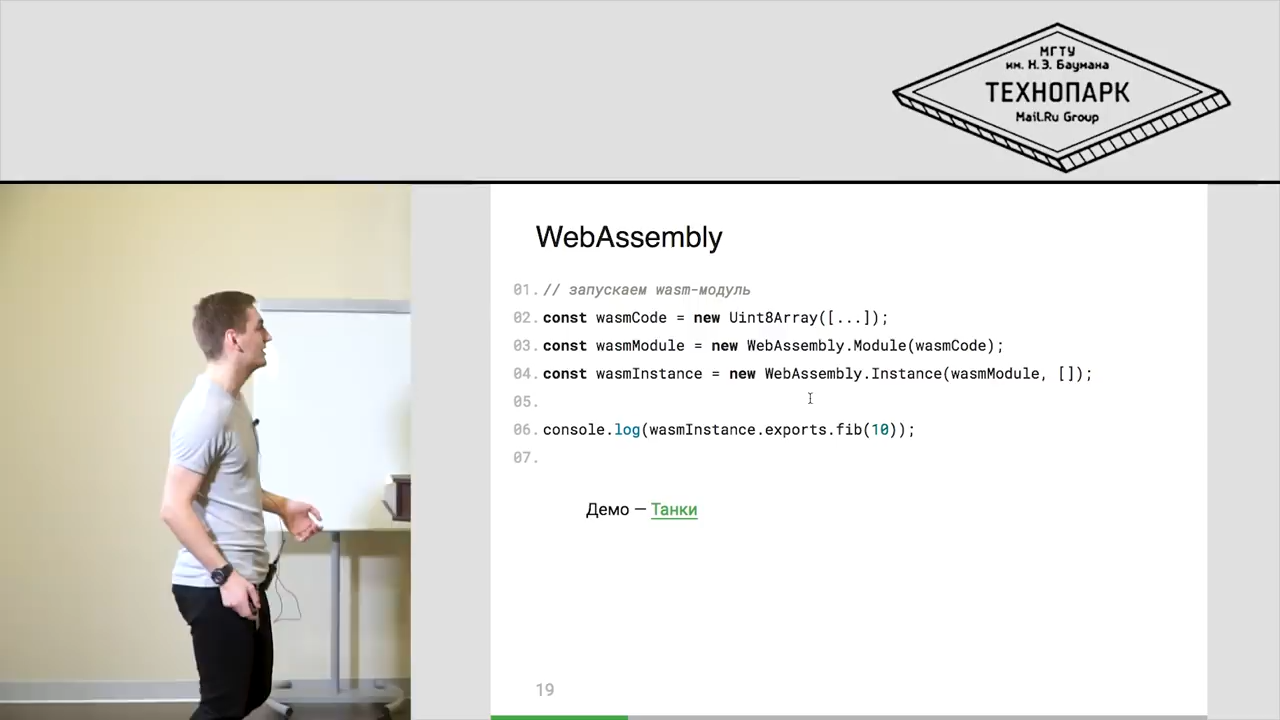 МГТУ
им. Н.Э. Баумана
ТЕХНОПАРК
Mail.Ru Group
WebAssembly
01. // запускаем wasm-модуль
02. const wasmCode = new Uint8Array([...]);
03. const wasmModule = new WebAssembly.Module(wasmCode);
04. const wasmInstance = new WebAssembly.Instance(wasmModule, []);
05.
06. console.log(wasmInstance.exports.fib(10));
07.
Демо — Танки
19